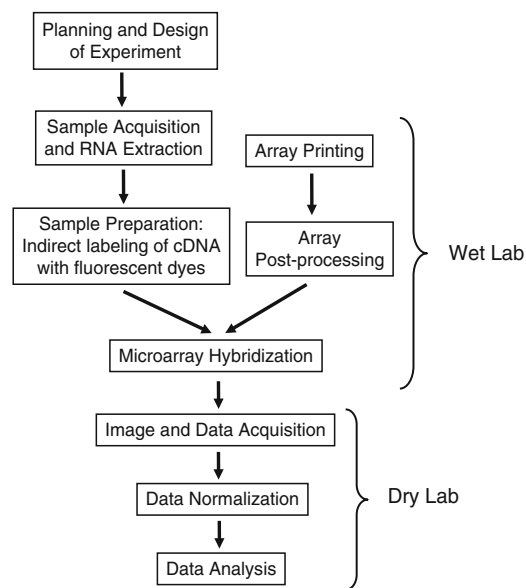 Planning and Design
of Experiment
Sample Acquisition
and RNA Extraction
Array Printing
Sample Preparation:
Indirect labeling of cDNA
with fluorescent dyes
Array
Post-processing
Wet Lab
Microarray Hybridization
Image and Data Acquisition
Data Normalization
Dry Lab
Data Analysis